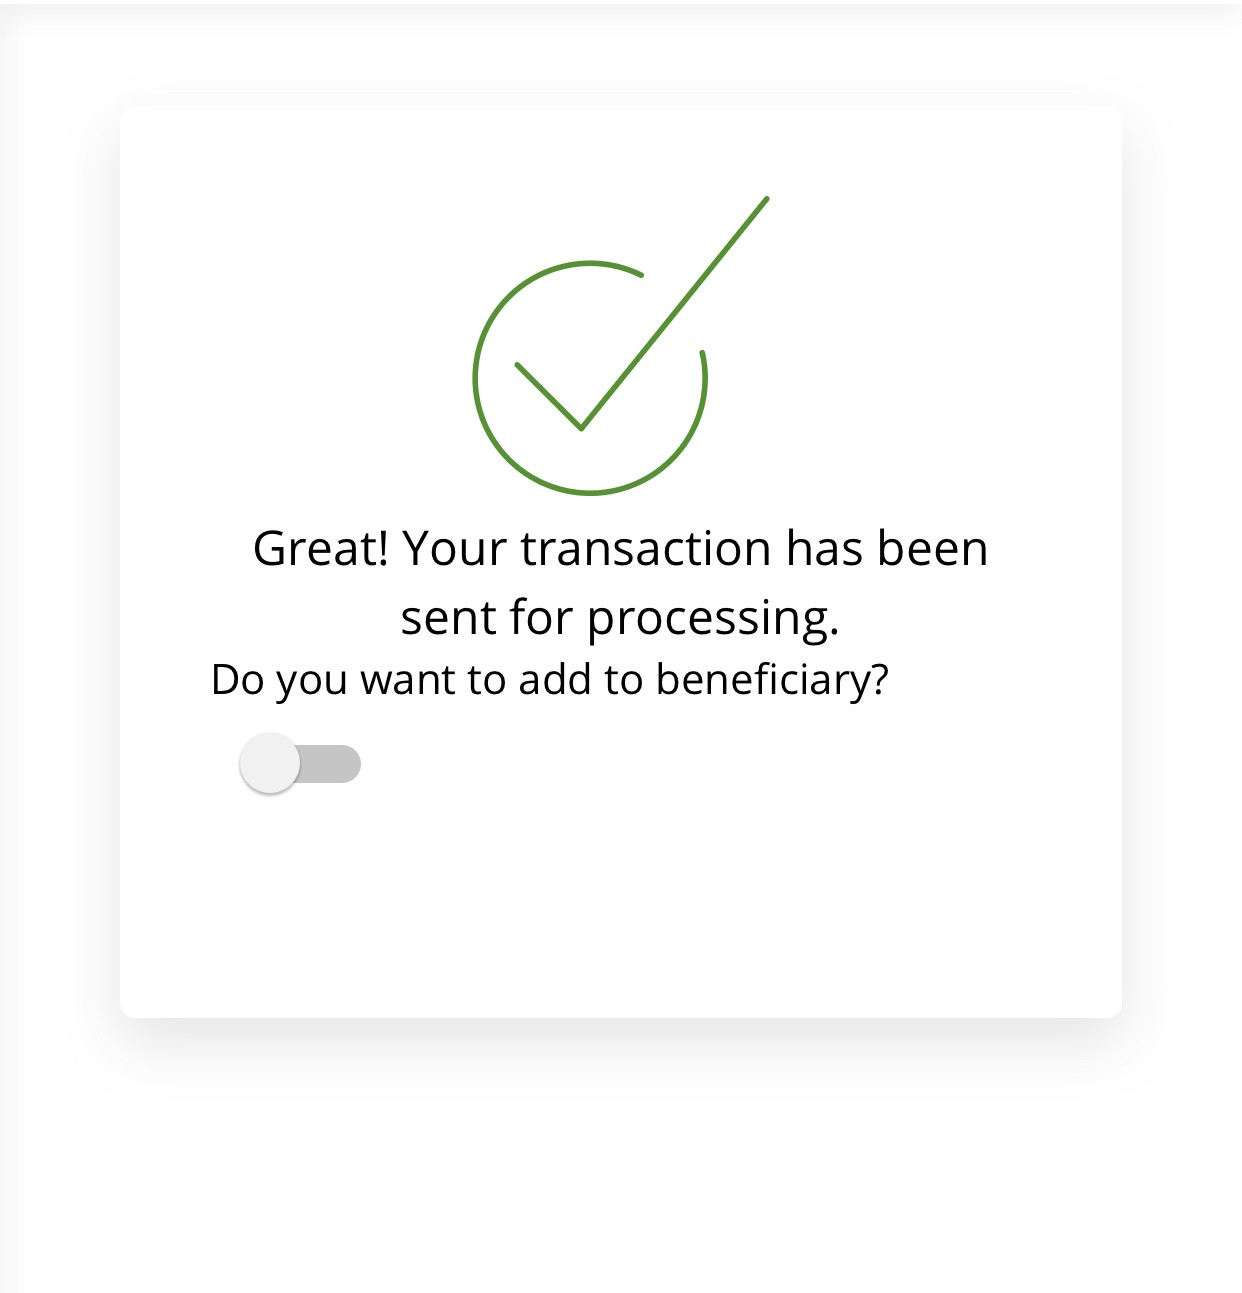 Great! Your transaction has been
sent for processing.
Do you want to add to beneficiary?